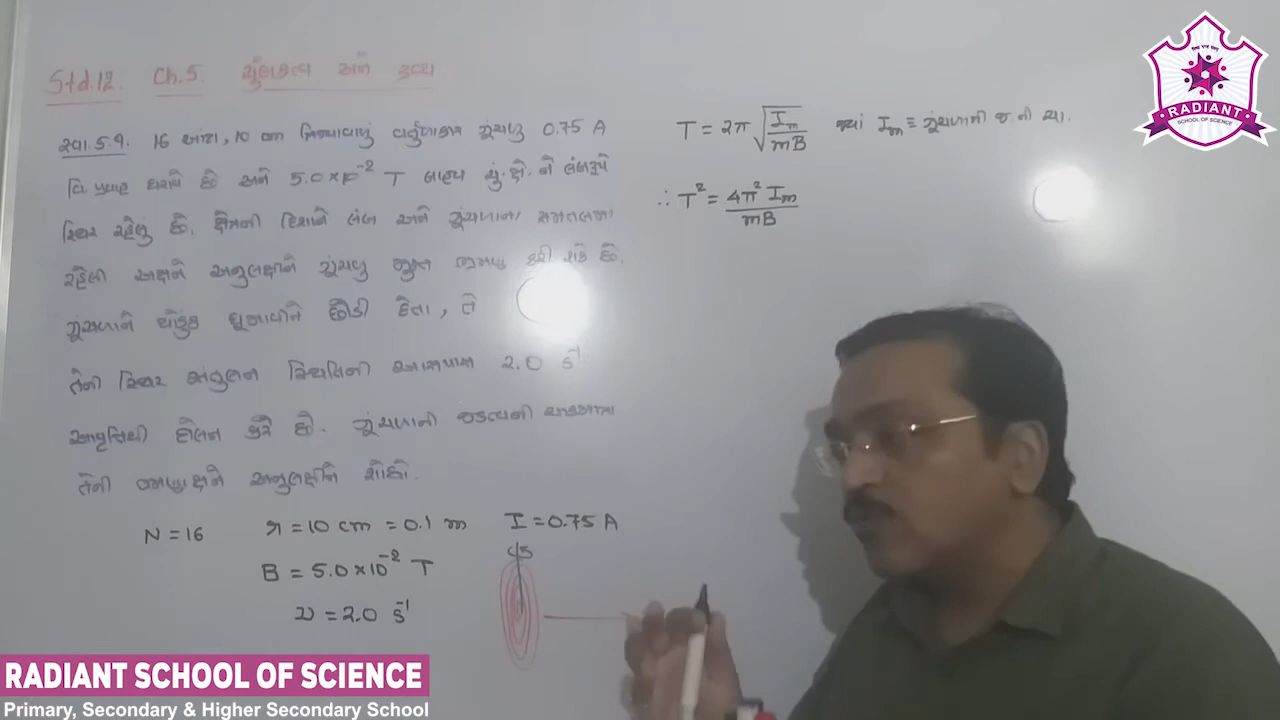 Std.12. Ch.5. ચુંબકત્વ અને દ્રવ્ય
સ્વા.5.9. 16 આંટા, 10 cm ત્રિજ્યાવાળું વર્તુળાકાર ગૂંચળું 0.75 A
વિ.પ્રવાહ ધરાવે છે અને 5.0×10⁻² T બાહ્ય ચું.ક્ષે.ને લંબરૂપે
સ્થિર રહેલું છે. ક્ષેત્રની દિશાને લંબ અને ગૂંચળાના સમતલમાં
રહેલી અક્ષને અનુલક્ષીને ગૂંચળુ મુક્ત ભ્રમણ કરી શકે છે.
ગૂંચળાને થોડુંક ઘૂમાવીને છોડી દેતા, તે
તેની સ્થિર સંતુલન સ્થિતિની આસપાસ 2.0 s⁻¹
આવૃત્તિથી દોલન કરે છે. ગૂંચળાની જડત્વની ચાકમાત્રા
તેની ભ્રમણાક્ષને અનુલક્ષીને શોધો.
N = 16 r = 10 cm = 0.1 m I = 0.75 A
B = 5.0×10⁻² T
ν = 2.0 s⁻¹
T = 2π √(I_m/mB) જ્યાં I_m ≡ ગૂંચળાની જ.ની ચા.
∴ T² = 4π² I_m / mB
RADIANT
SCHOOL OF SCIENCE
RADIANT SCHOOL OF SCIENCE
Primary, Secondary & Higher Secondary School